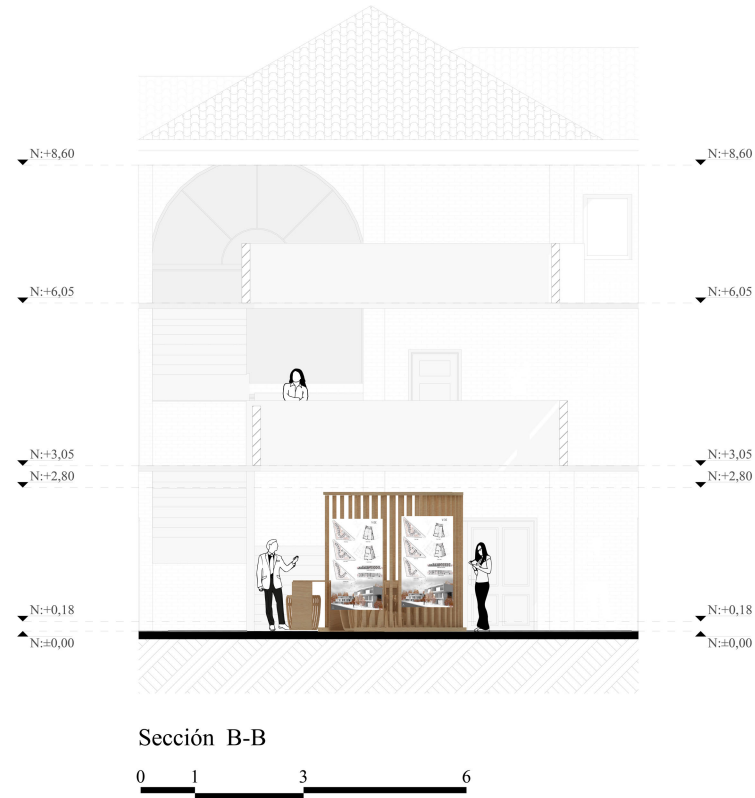 N:+8,60 N:+8,60
N:+6,05 N:+6,05
N:+3,05 N:+3,05
N:+2,80 N:+2,80
N:+0,18 N:+0,18
N:±0,00 N:±0,00
Sección B-B
0 1 3 6